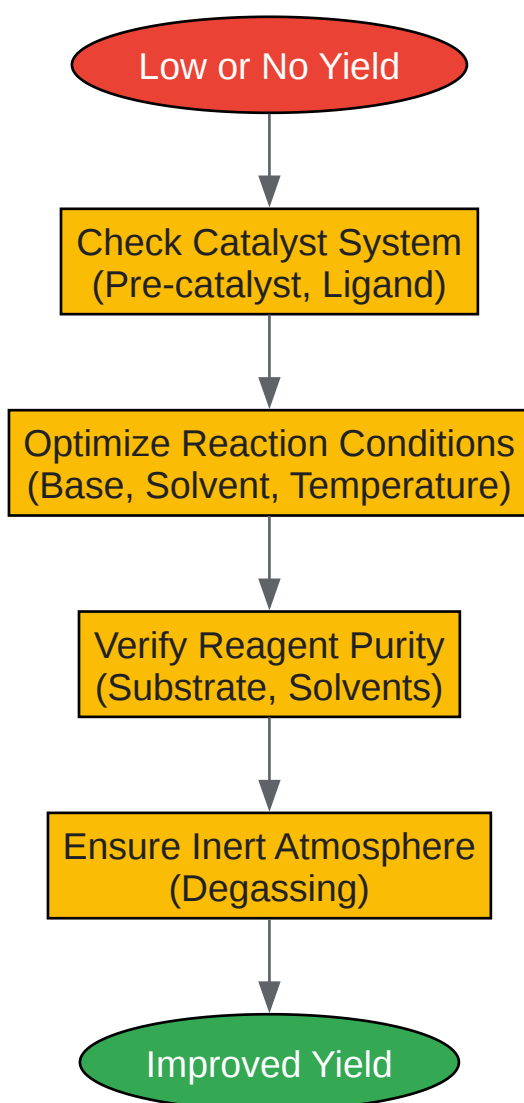 Low or No Yield
Check Catalyst System
(Pre-catalyst, Ligand)
Optimize Reaction Conditions
(Base, Solvent, Temperature)
Verify Reagent Purity
(Substrate, Solvents)
Ensure Inert Atmosphere
(Degassing)
Improved Yield